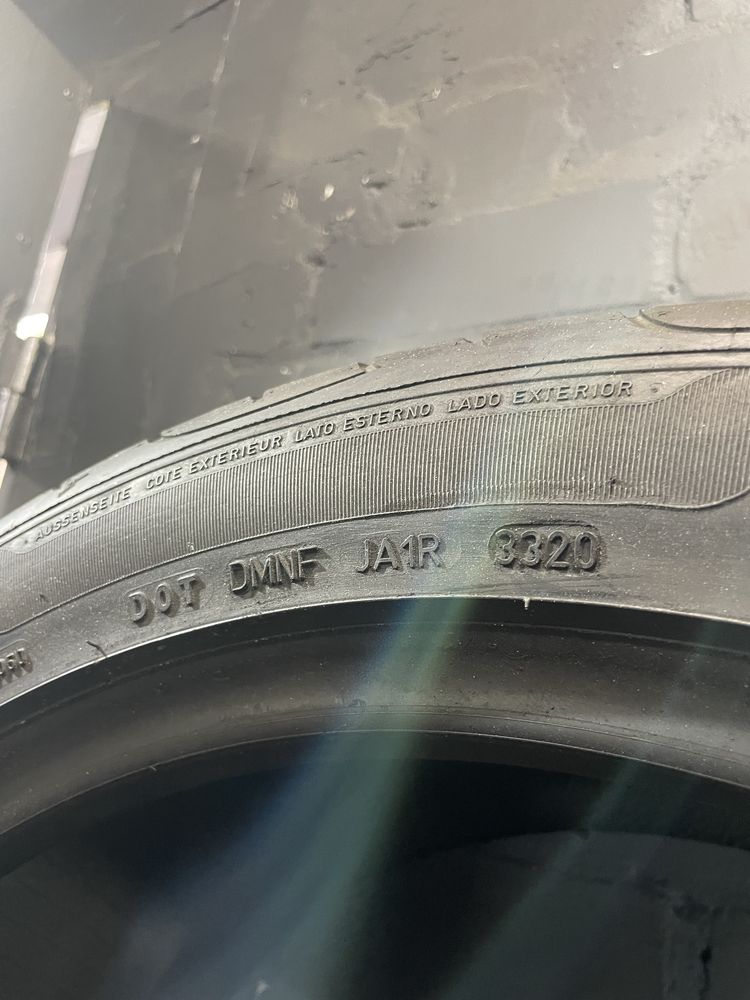 AUSSENSEITE COTE EXTERIEUR LATO ESTERNO LADO EXTERIOR
DOT DMNF JA1R 3320